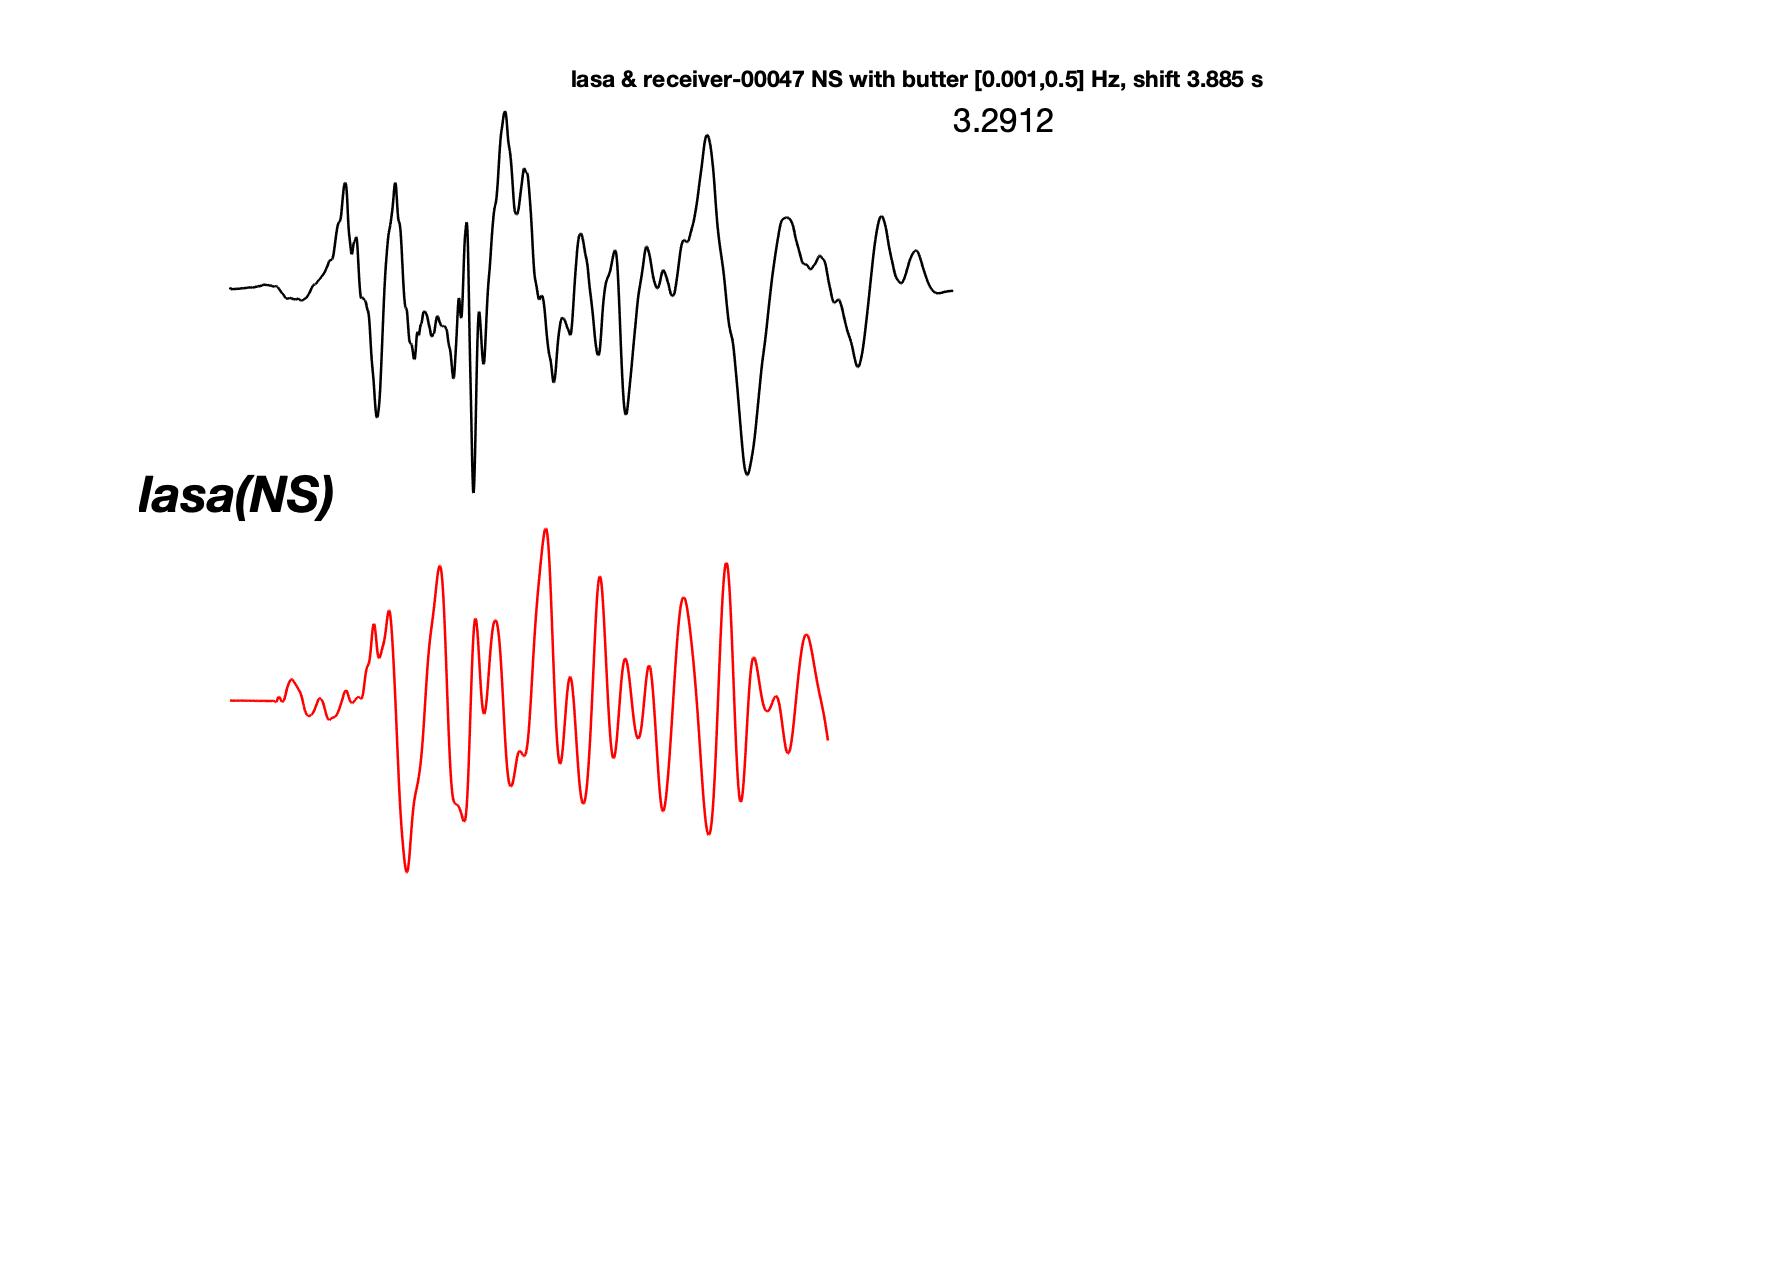 lasa & receiver-00047 NS with butter [0.001,0.5] Hz, shift 3.885 s
3.2912
lasa(NS)